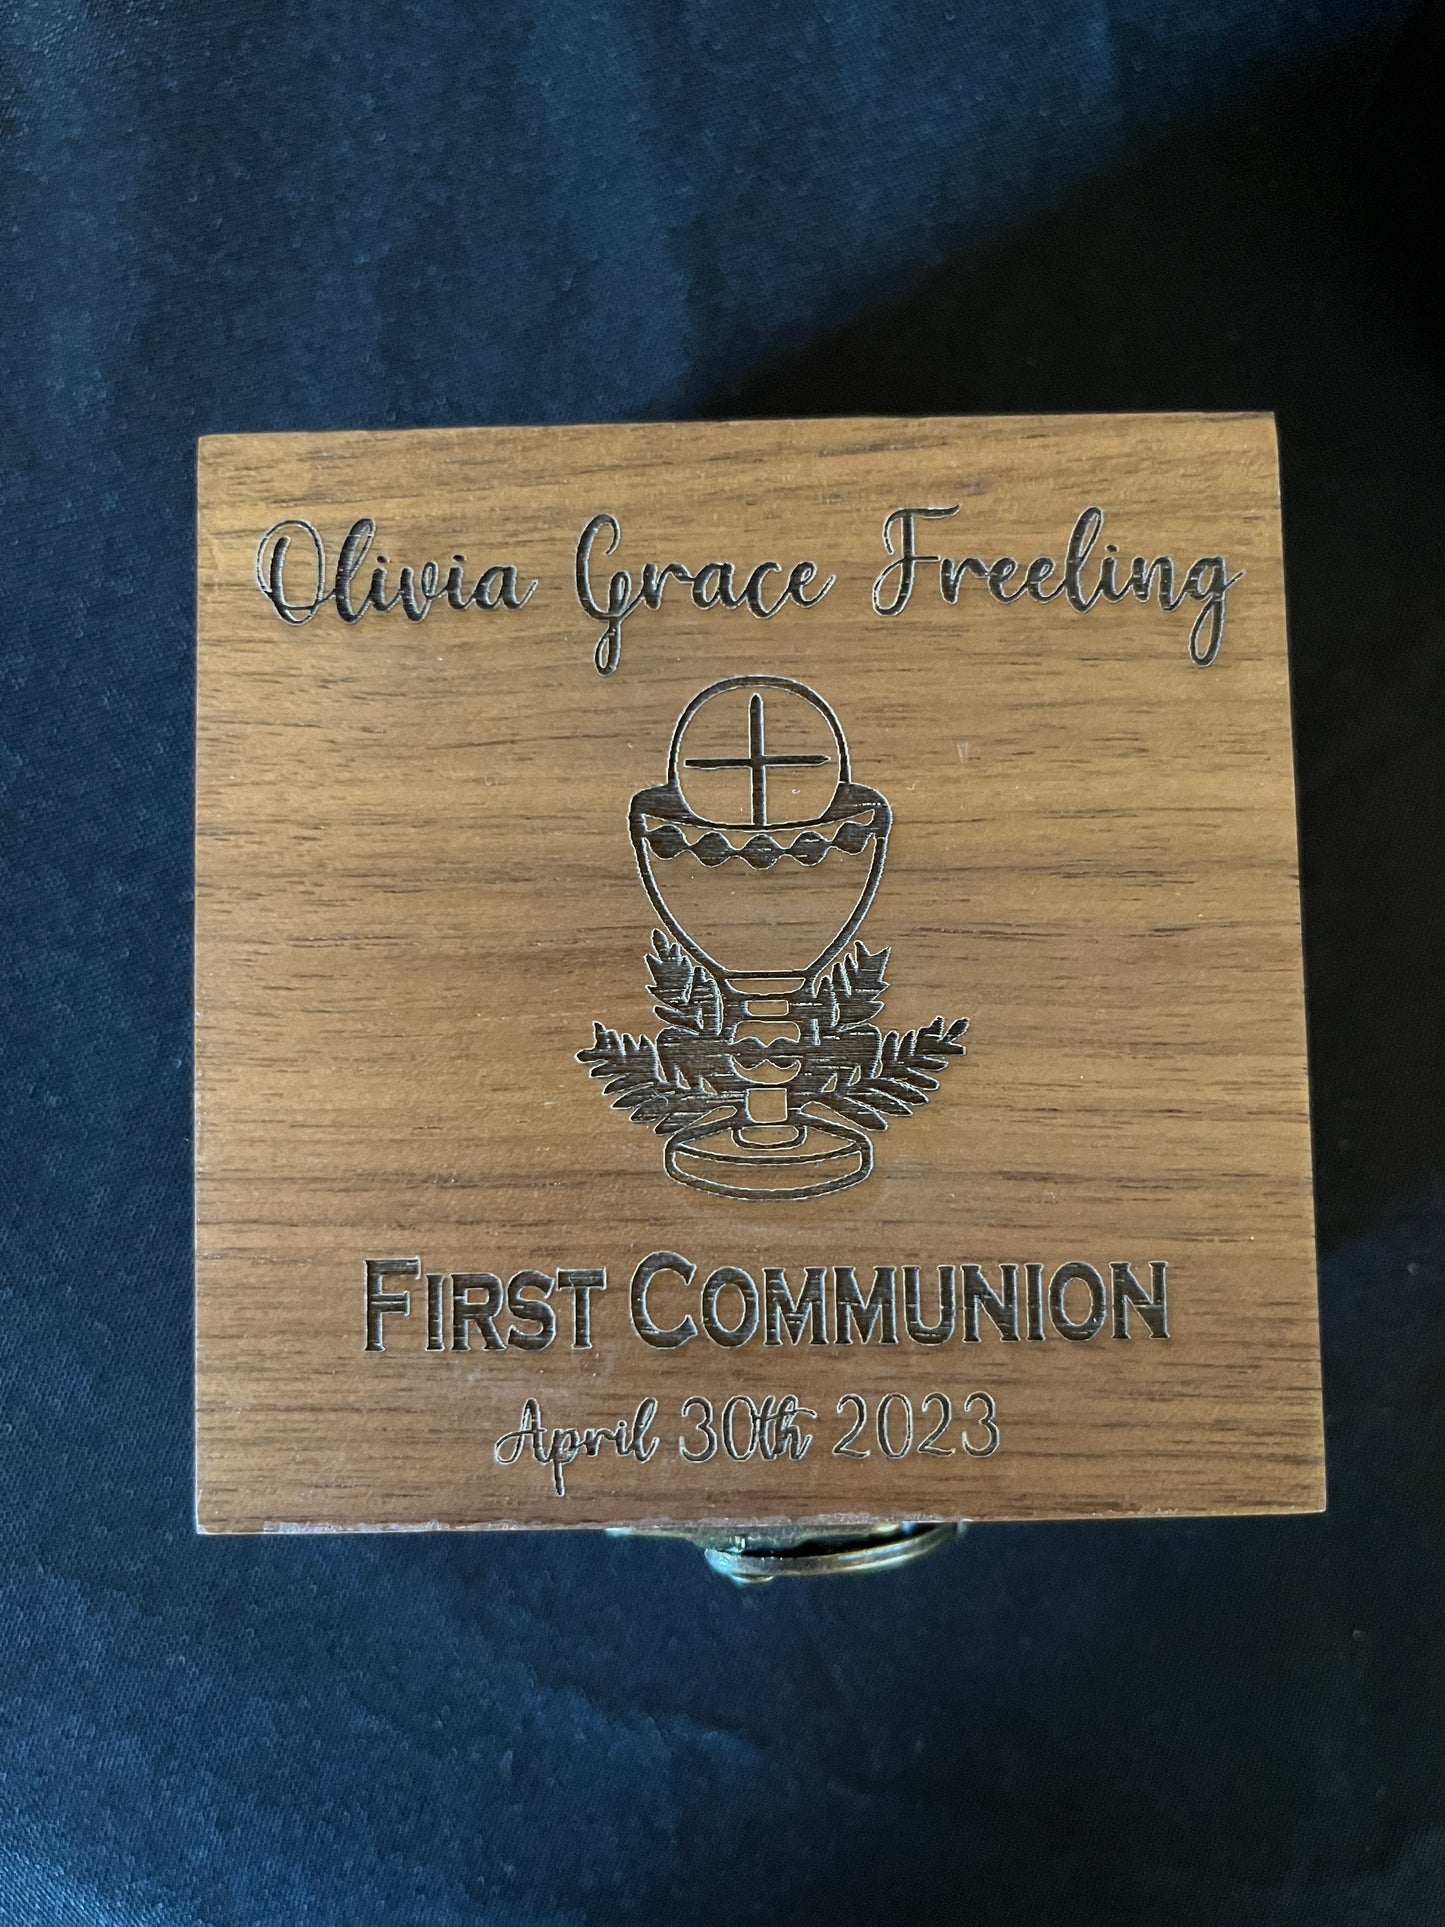 Olivia Grace Freeling
First Communion
April 30th 2023